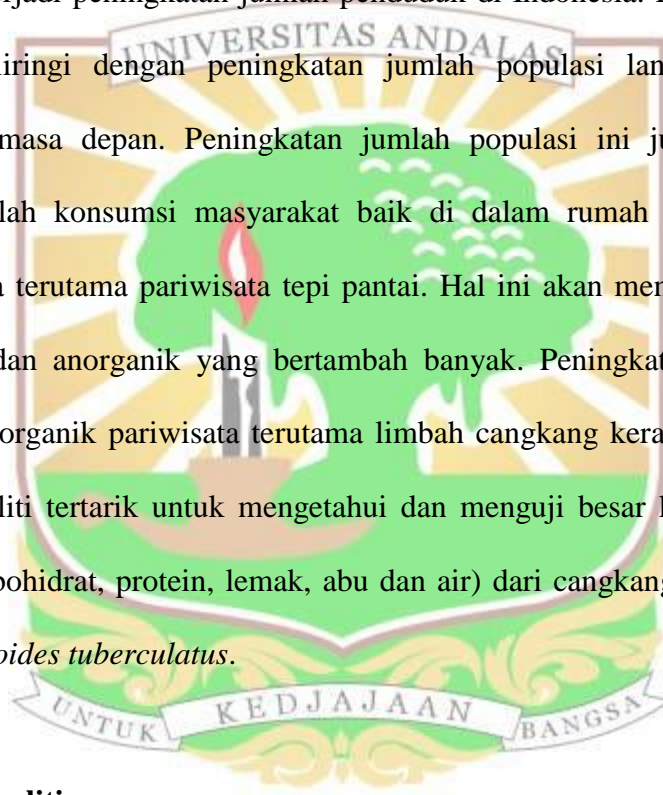 rjadi peningkatan jumlah penduduk di Indonesia.
UNIVERSITAS ANDALAS
iringi dengan peningkatan jumlah populasi lan
masa depan. Peningkatan jumlah populasi ini ju
lah konsumsi masyarakat baik di dalam rumah
a terutama pariwisata tepi pantai. Hal ini akan men
dan anorganik yang bertambah banyak. Peningkat
organik pariwisata terutama limbah cangkang kera
liti tertarik untuk mengetahui dan menguji besar
bohidrat, protein, lemak, abu dan air) dari cangkang
oides tuberculatus.
UNTUK KEDJAJAAN BANGSA